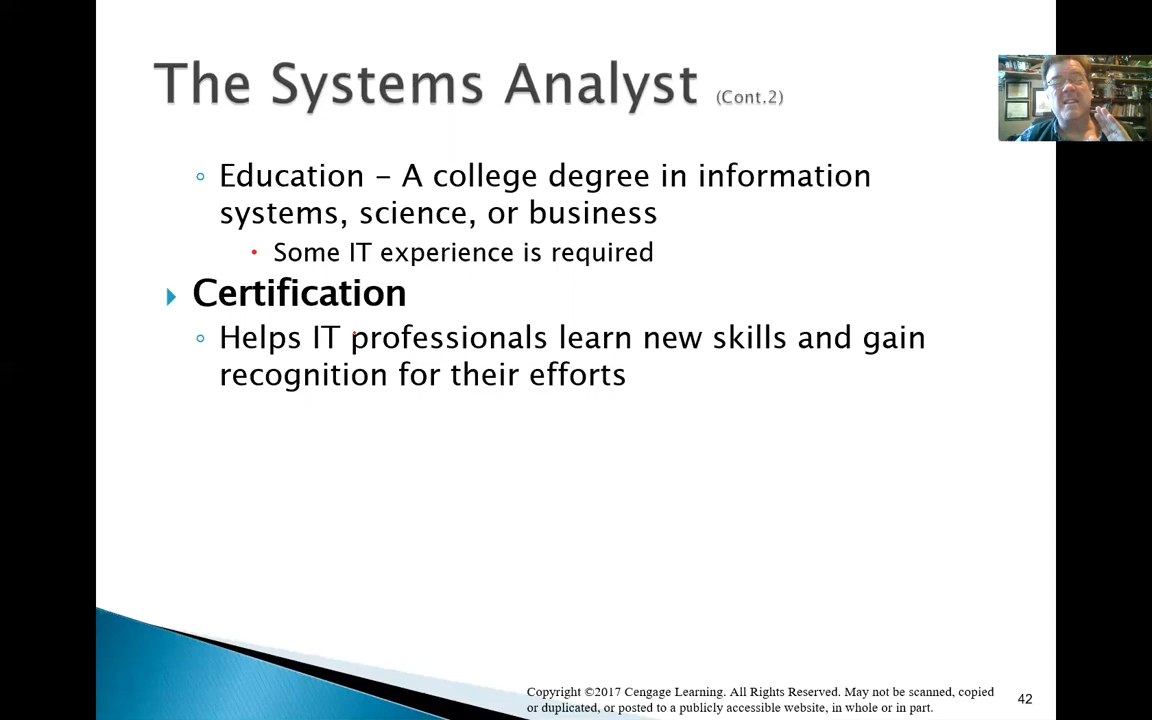 The Systems Analyst (Cont.2)
Education – A college degree in information
systems, science, or business
Some IT experience is required
Certification
Helps IT professionals learn new skills and gain
recognition for their efforts
Copyright ©2017 Cengage Learning. All Rights Reserved. May not be scanned, copied
or duplicated, or posted to a publicly accessible website, in whole or in part.
42